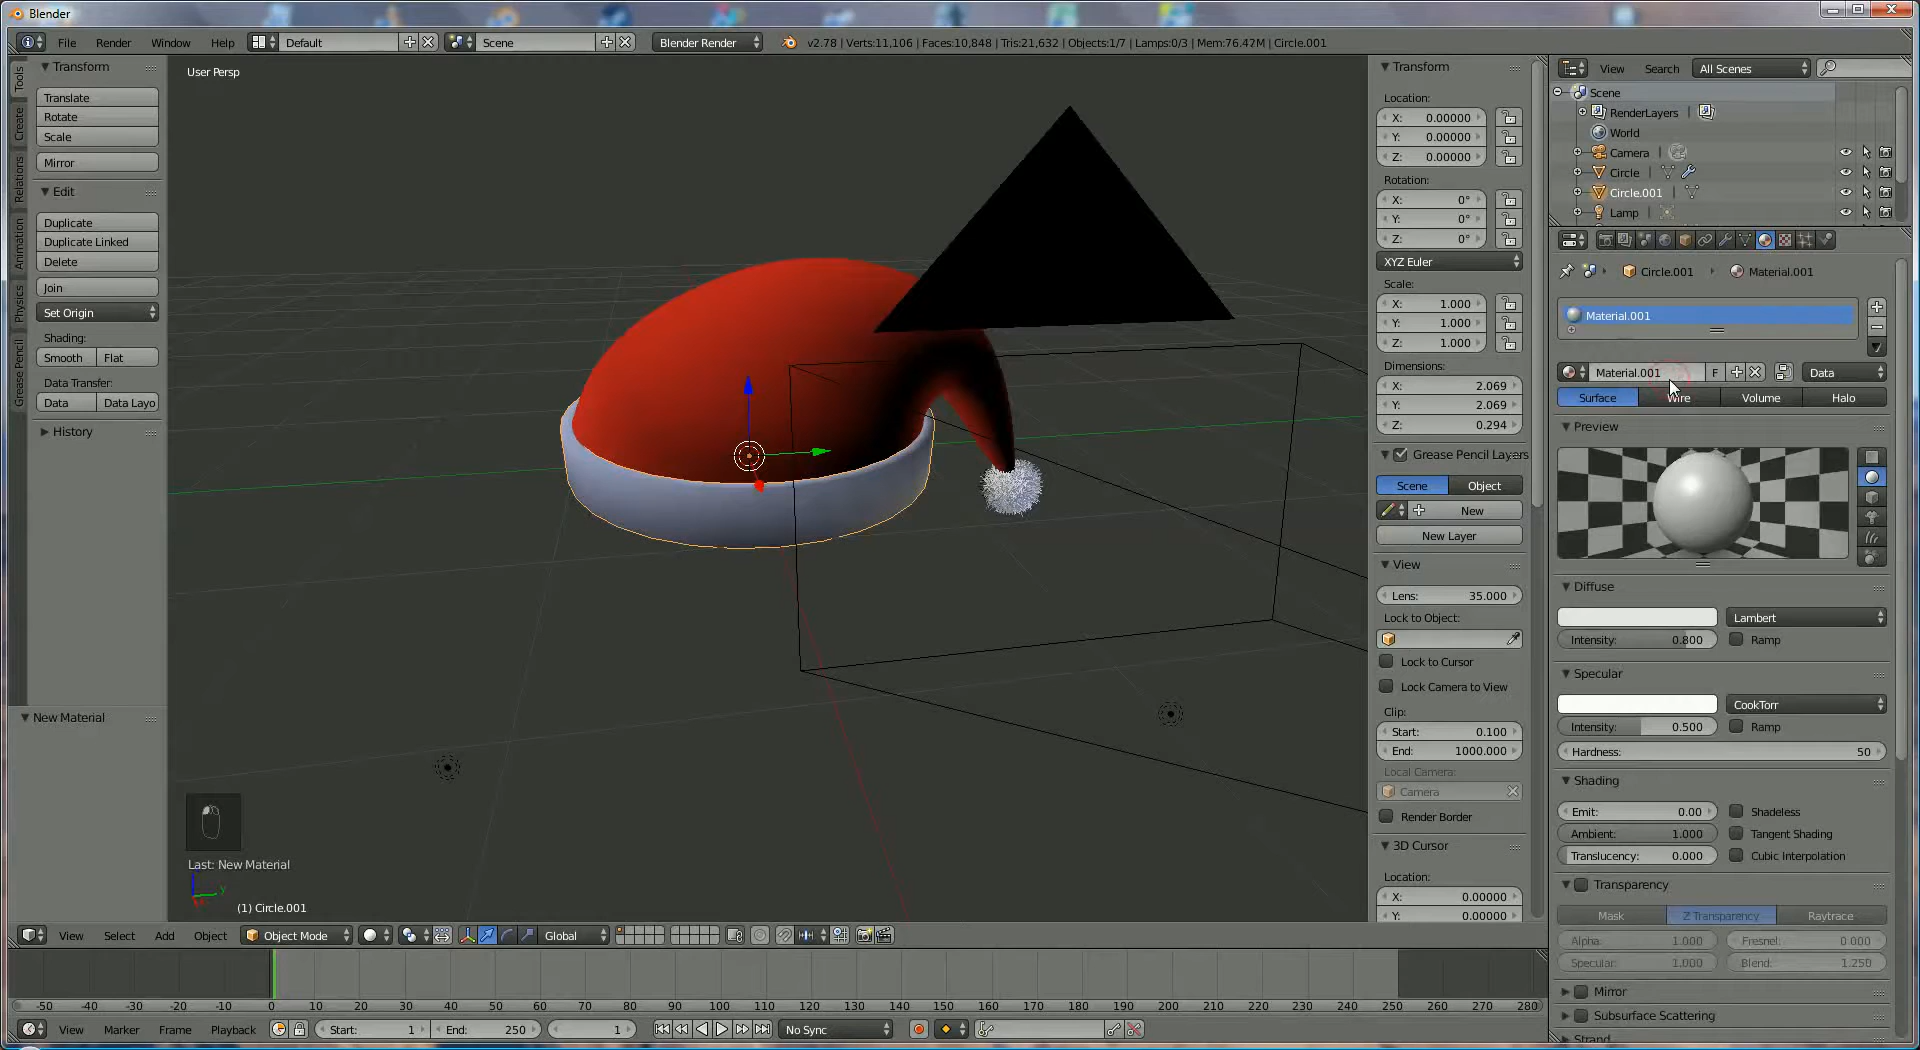 Blender
File Render Window Help Default Scene Blender Render v2.78 | Verts:11,106 | Faces:10,848 | Tris:21,632 | Objects:1/7 | Lamps:0/3 | Mem:76.42M | Circle.001
Tools
Create
Relations
Animation
Physics
Grease Pencil
Transform
Translate
Rotate
Scale
Mirror
Edit
Duplicate
Duplicate Linked
Delete
Join
Set Origin
Shading:
Smooth Flat
Data Transfer:
Data Data Layo
History
New Material
User Persp
Last: New Material
(1) Circle.001
Transform
Location:
X: 0.00000
Y: 0.00000
Z: 0.00000
Rotation:
X: 0°
Y: 0°
Z: 0°
XYZ Euler
Scale:
X: 1.000
Y: 1.000
Z: 1.000
Dimensions:
X: 2.069
Y: 2.069
Z: 0.294
Grease Pencil Layers
Scene Object
New
New Layer
View
Lens: 35.000
Lock to Object:
Lock to Cursor
Lock Camera to View
Clip:
Start: 0.100
End: 1000.000
Local Camera:
Camera
Render Border
3D Cursor
Location:
X: 0.00000
Y: 0.00000
View Search All Scenes
Scene
RenderLayers
World
Camera
Circle
Circle.001
Lamp
Circle.001 Material.001
Material.001
Material.001 F Data
Surface Wire Volume Halo
Preview
Diffuse
Lambert
Intensity: 0.800 Ramp
Specular
CookTorr
Intensity: 0.500 Ramp
Hardness: 50
Shading
Emit: 0.00 Shadeless
Ambient: 1.000 Tangent Shading
Translucency: 0.000 Cubic Interpolation
Transparency
Mask Z Transparency Raytrace
Alpha: 1.000 Fresnel: 0.000
Specular: 1.000 Blend: 1.250
Mirror
Subsurface Scattering
Strand
View Select Add Object Object Mode Global
-50 -40 -30 -20 -10 0 10 20 30 40 50 60 70 80 90 100 110 120 130 140 150 160 170 180 190 200 210 220 230 240 250 260 270 280
View Marker Frame Playback Start: 1 End: 250 1 No Sync